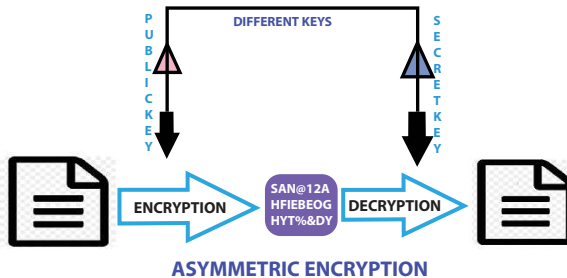 DIFFERENT KEYS
PUBLICKEY
SECRETKEY
ENCRYPTION
SAN@12A
HFIEBEOG
HYT%&DY
DECRYPTION
ASYMMETRIC ENCRYPTION